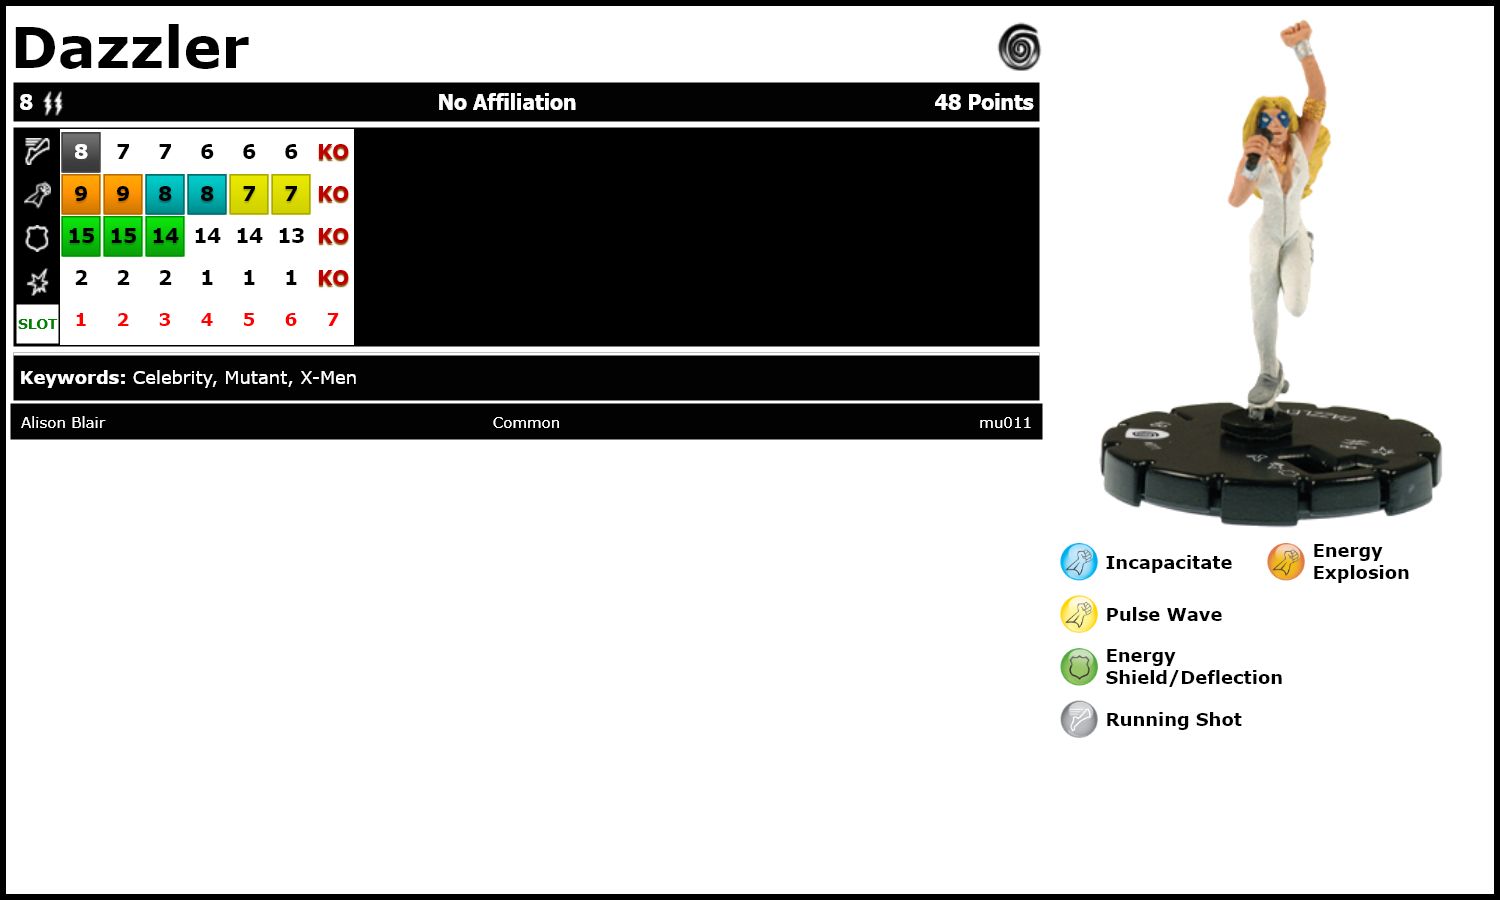 Dazzler
8 No Affiliation 48 Points
8 7 7 6 6 6 KO
9 9 8 8 7 7 KO
15 15 14 14 14 13 KO
2 2 2 1 1 1 KO
SLOT 1 2 3 4 5 6 7
Keywords: Celebrity, Mutant, X-Men
Alison Blair Common mu011
DAZZLER
Incapacitate
Energy
Explosion
Pulse Wave
Energy
Shield/Deflection
Running Shot